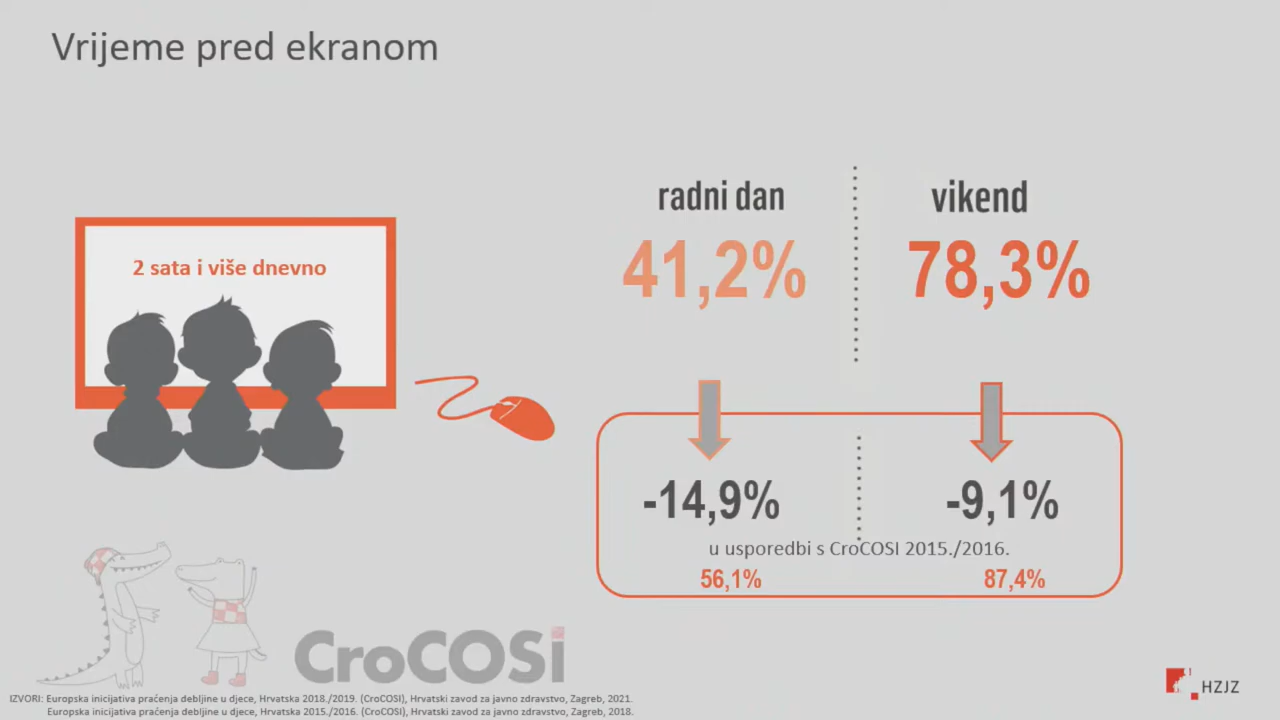 Vrijeme pred ekranom
2 sata i više dnevno
radni dan
41,2%
vikend
78,3%
-14,9%
-9,1%
u usporedbi s CroCOSI 2015./2016.
56,1%
87,4%
CroCOSi
IZVORI: Europska inicijativa praćenja debljine u djece, Hrvatska 2018./2019. (CroCOSI), Hrvatski zavod za javno zdravstvo, Zagreb, 2021.
Europska inicijativa praćenja debljine u djece, Hrvatska 2015./2016. (CroCOSI), Hrvatski zavod za javno zdravstvo, Zagreb, 2018.
HZJZ